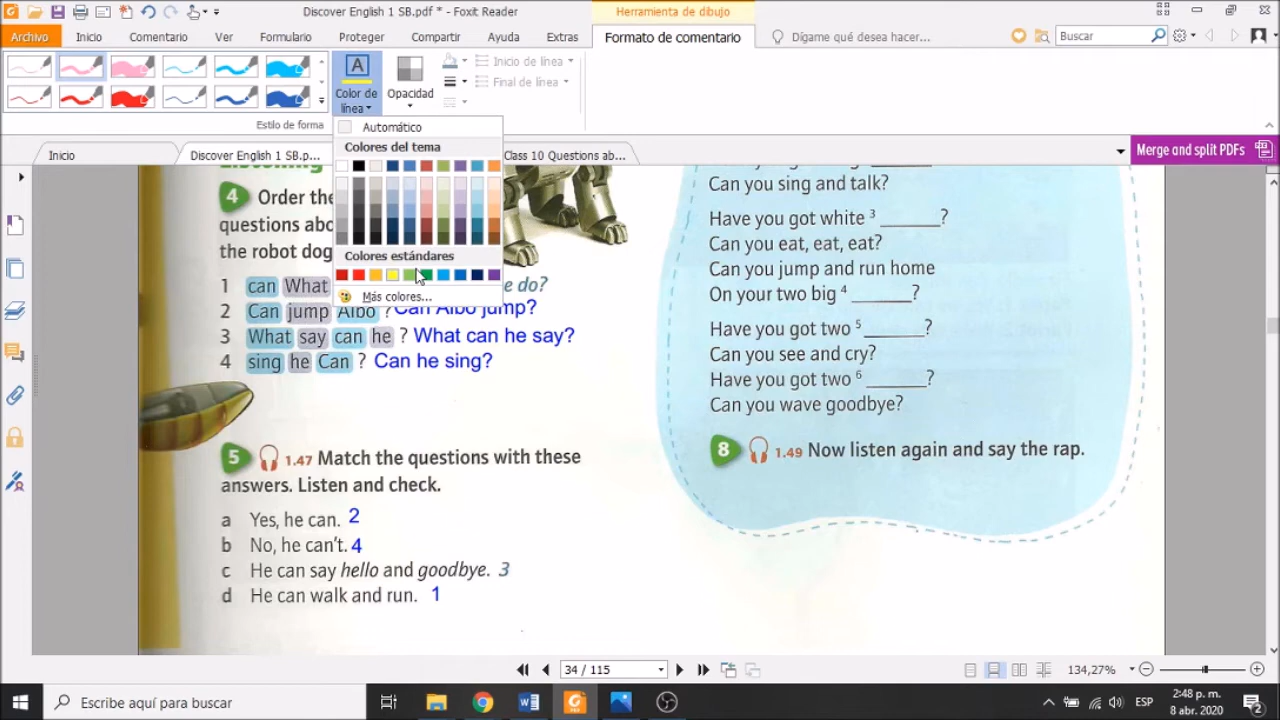 Discover English 1 SB.pdf * - Foxit Reader
Herramienta de dibujo
Archivo Inicio Comentario Ver Formulario Proteger Compartir Ayuda Extras Formato de comentario Dígame qué desea hacer... Buscar
Color de línea
Opacidad
Inicio de línea
Final de línea
Estilo de forma
Automático
Colores del tema
Colores estándares
Más colores...
Inicio Discover English 1 SB.p... Class 10 Questions ab... Merge and split PDFs
4 Order the
questions abo
the robot dog
1 can What e do?
2 Can jump Albo ? Can Albo jump?
3 What say can he ? What can he say?
4 sing he Can ? Can he sing?
5 1.47 Match the questions with these
answers. Listen and check.
a Yes, he can. 2
b No, he can't. 4
c He can say hello and goodbye. 3
d He can walk and run. 1
Can you sing and talk?
Have you got white 3 ______?
Can you eat, eat, eat?
Can you jump and run home
On your two big 4 ______?
Have you got two 5 ______?
Can you see and cry?
Have you got two 6 ______?
Can you wave goodbye?
8 1.49 Now listen again and say the rap.
34 / 115
134,27%
Escribe aquí para buscar
ESP
2:48 p. m.
8 abr. 2020
2